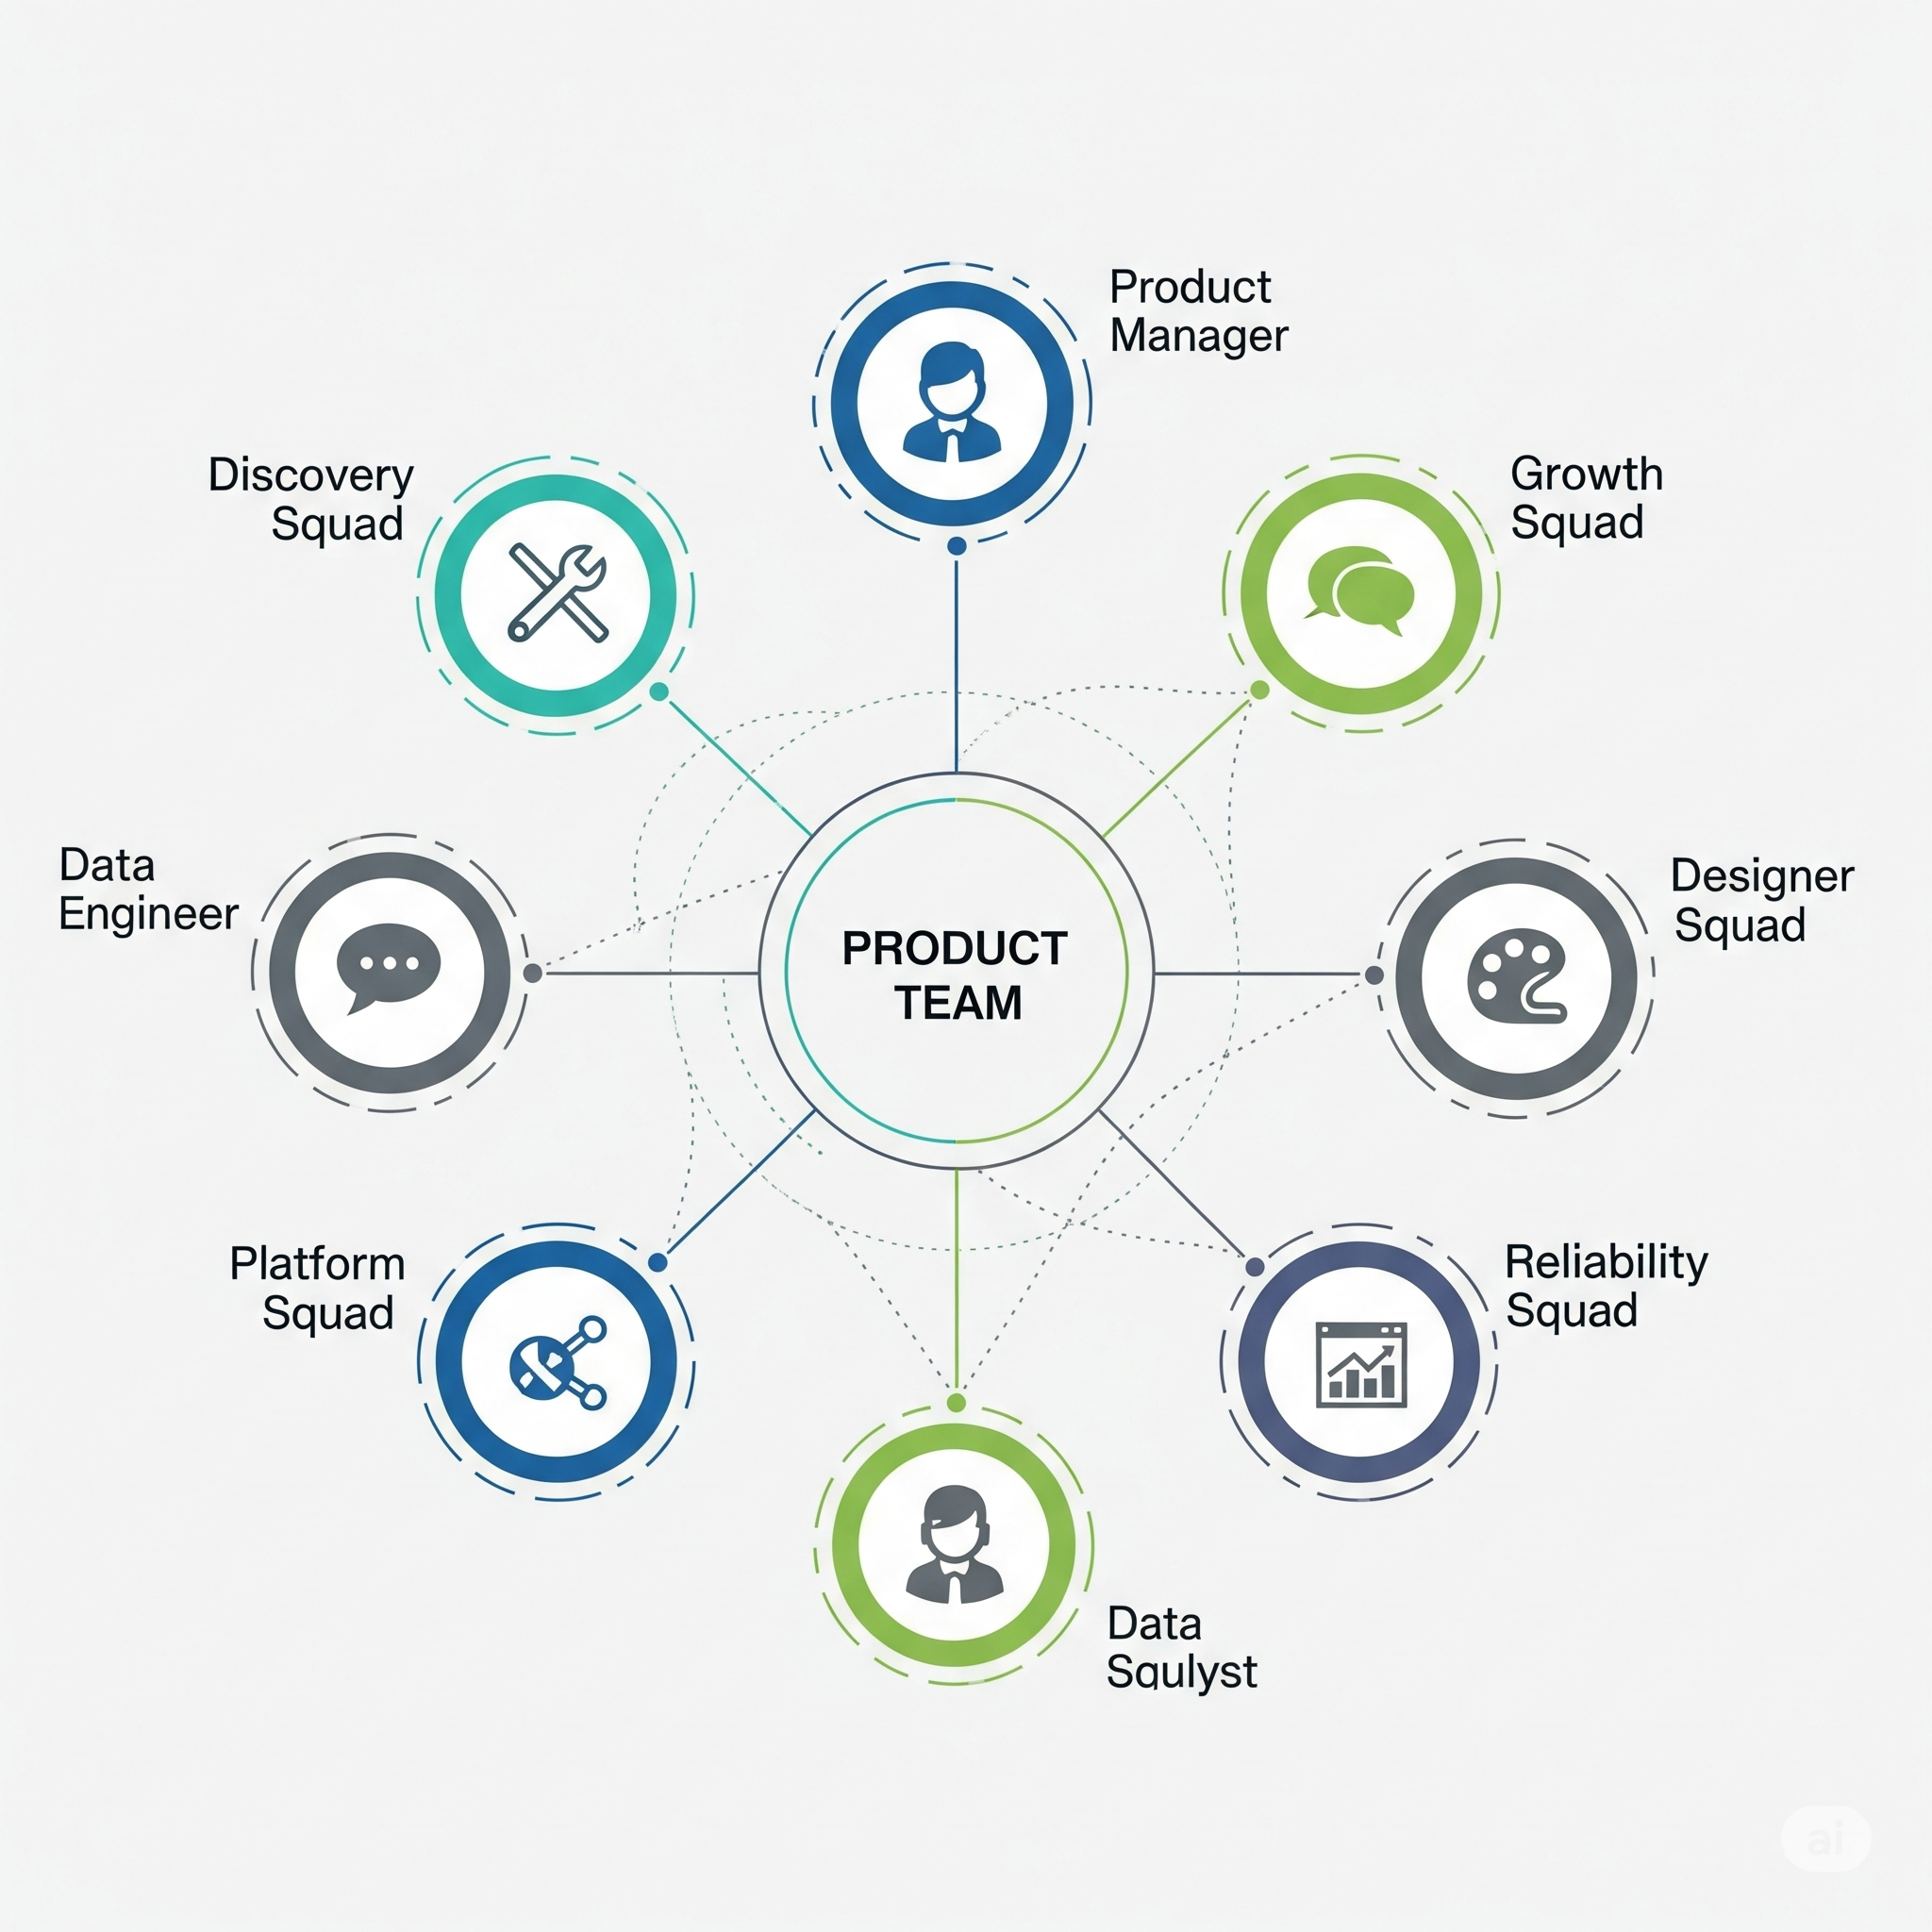 Product
Manager
Discovery
Squad
Growth
Squad
Data
Engineer
Designer
Squad
PRODUCT
TEAM
Platform
Squad
Reliability
Squad
Data
Squlyst
ai